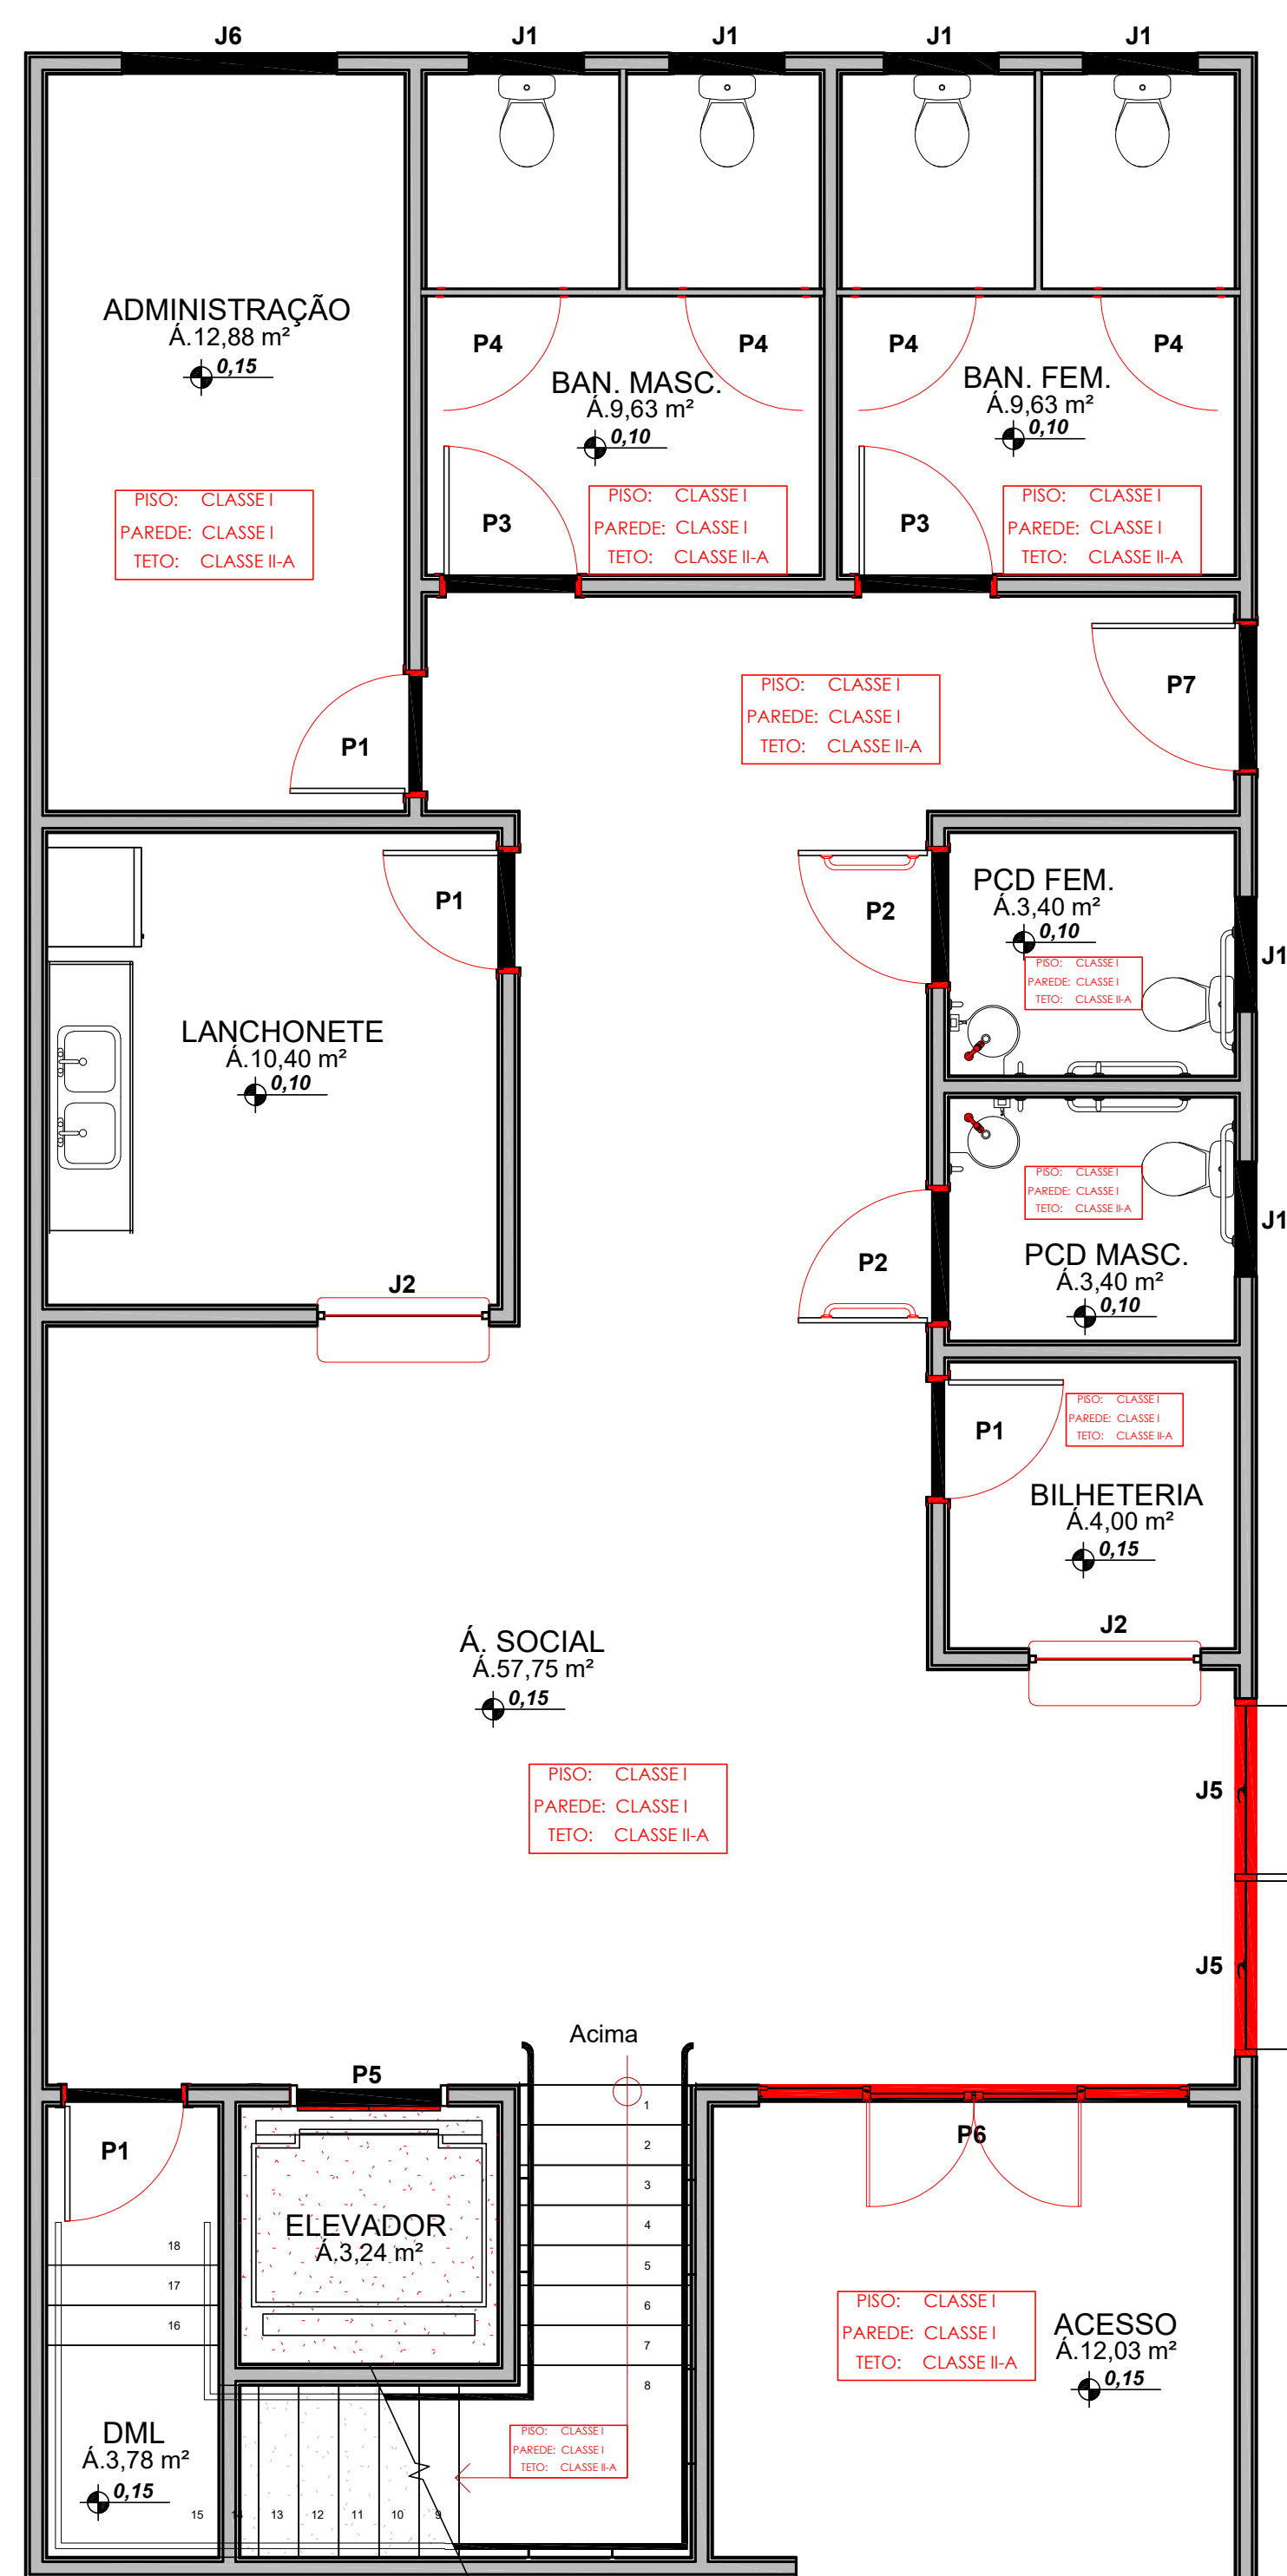 J6
J1
J1
J1
J1
ADMINISTRAÇÃO
Á.12,88 m²
0,15
P4
P4
BAN. MASC.
Á.9,63 m²
0,10
P4
P4
BAN. FEM.
Á.9,63 m²
0,10
PISO: CLASSE I
PAREDE: CLASSE I
TETO: CLASSE II-A
P3
PISO: CLASSE I
PAREDE: CLASSE I
TETO: CLASSE II-A
P3
PISO: CLASSE I
PAREDE: CLASSE I
TETO: CLASSE II-A
P1
PISO: CLASSE I
PAREDE: CLASSE I
TETO: CLASSE II-A
P7
P1
P2
PCD FEM.
Á.3,40 m²
0,10
PISO: CLASSE I
PAREDE: CLASSE I
TETO: CLASSE II-A
J1
LANCHONETE
Á.10,40 m²
0,10
PISO: CLASSE I
PAREDE: CLASSE I
TETO: CLASSE II-A
J1
PCD MASC.
Á.3,40 m²
0,10
P2
J2
P1
PISO: CLASSE I
PAREDE: CLASSE I
TETO: CLASSE II-A
BILHETERIA
Á.4,00 m²
0,15
J2
Á. SOCIAL
Á.57,75 m²
0,15
PISO: CLASSE I
PAREDE: CLASSE I
TETO: CLASSE II-A
J5
J5
Acima
P5
P1
P6
1
2
3
4
5
6
7
8
ELEVADOR
Á.3,24 m²
18
17
16
PISO: CLASSE I
PAREDE: CLASSE I
TETO: CLASSE II-A
ACESSO
Á.12,03 m²
0,15
DML
Á.3,78 m²
0,15
PISO: CLASSE I
PAREDE: CLASSE I
TETO: CLASSE II-A
15 14 13 12 11 10 9